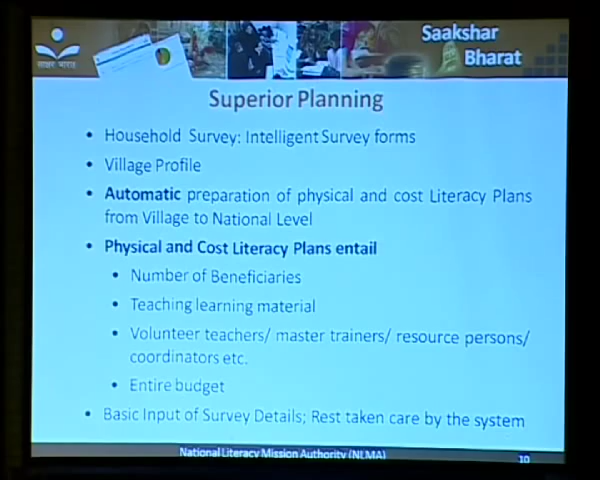 Saakshar
Bharat
साक्षर भारत
Superior Planning
• Household Survey: Intelligent Survey forms
• Village Profile
• Automatic preparation of physical and cost Literacy Plans
from Village to National Level
• Physical and Cost Literacy Plans entail
• Number of Beneficiaries
• Teaching learning material
• Volunteer teachers/ master trainers/ resource persons/
coordinators etc.
• Entire budget
• Basic Input of Survey Details; Rest taken care by the system
National Literacy Mission Authority (NLMA)
10